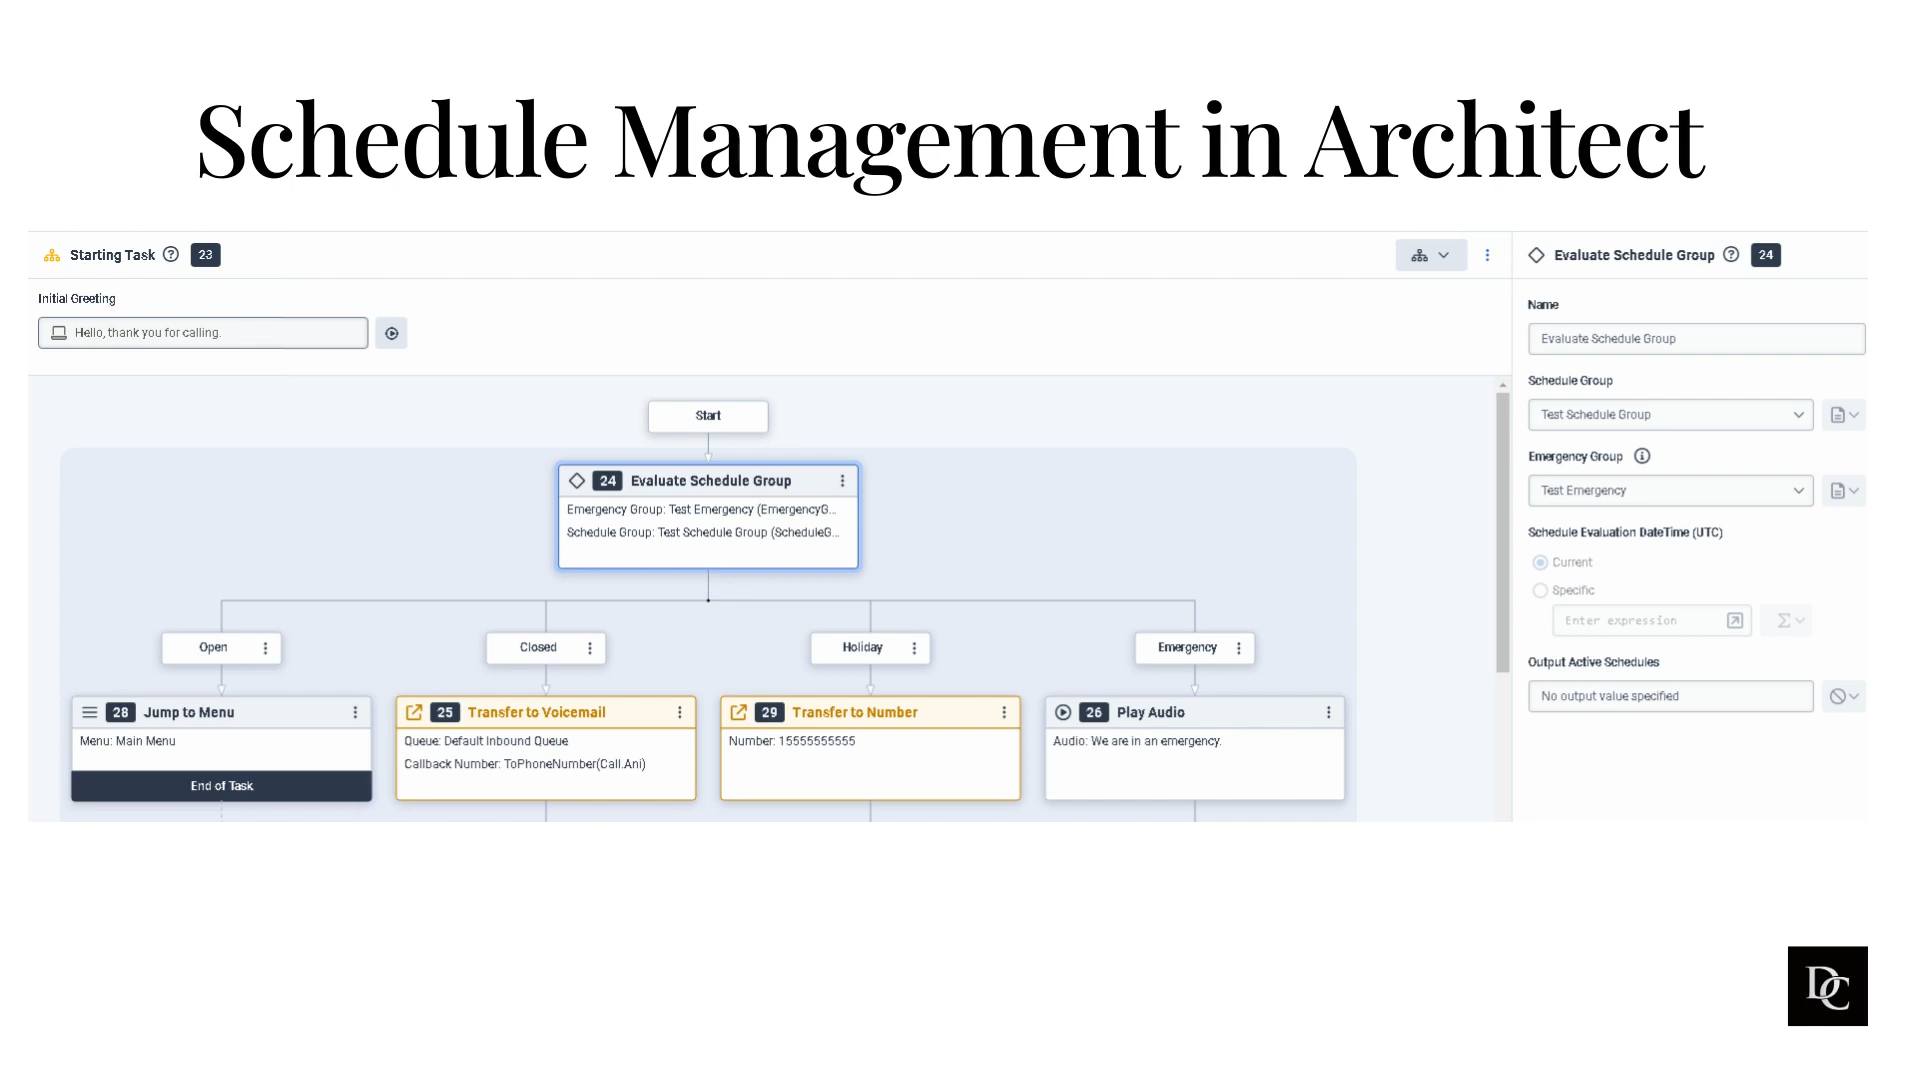 Schedule Management in Architect
Starting Task 23
Initial Greeting
Hello, thank you for calling.
Start
24 Evaluate Schedule Group
Emergency Group: Test Emergency (EmergencyG...
Schedule Group: Test Schedule Group (ScheduleG...
Open
Closed
Holiday
Emergency
28 Jump to Menu
Menu: Main Menu
End of Task
25 Transfer to Voicemail
Queue: Default Inbound Queue
Callback Number: ToPhoneNumber(Call.Ani)
29 Transfer to Number
Number: 15555555555
26 Play Audio
Audio: We are in an emergency.
Evaluate Schedule Group 24
Name
Evaluate Schedule Group
Schedule Group
Test Schedule Group
Emergency Group
Test Emergency
Schedule Evaluation DateTime (UTC)
Current
Specific
Enter expression
Output Active Schedules
No output value specified
DC